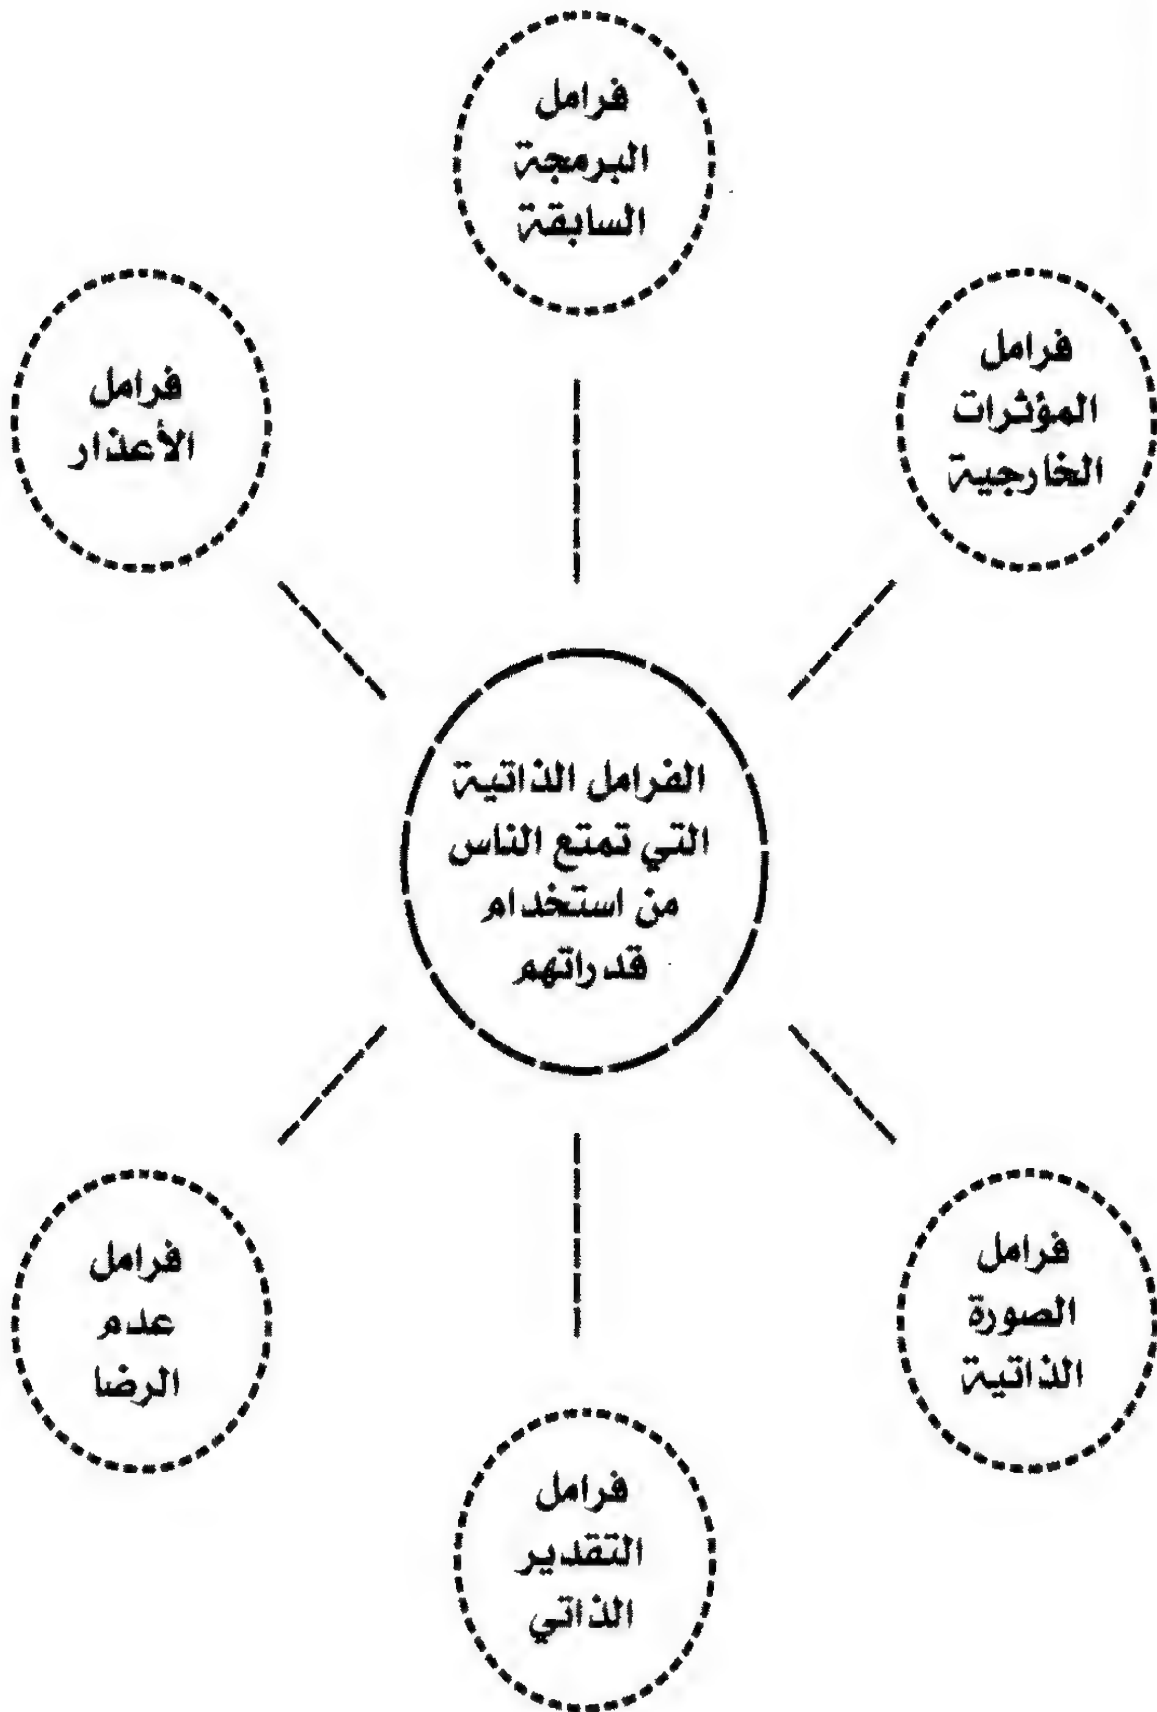 فرامل
البرمجة
السابقة
فرامل
المؤثرات
الخارجية
فرامل
الأعذار
الفرامل الذاتية
التي تمتع الناس
من استخدام
قدراتهم
فرامل
الصورة
الذاتية
فرامل
عدم
الرضا
فرامل
التقدير
الذاتي